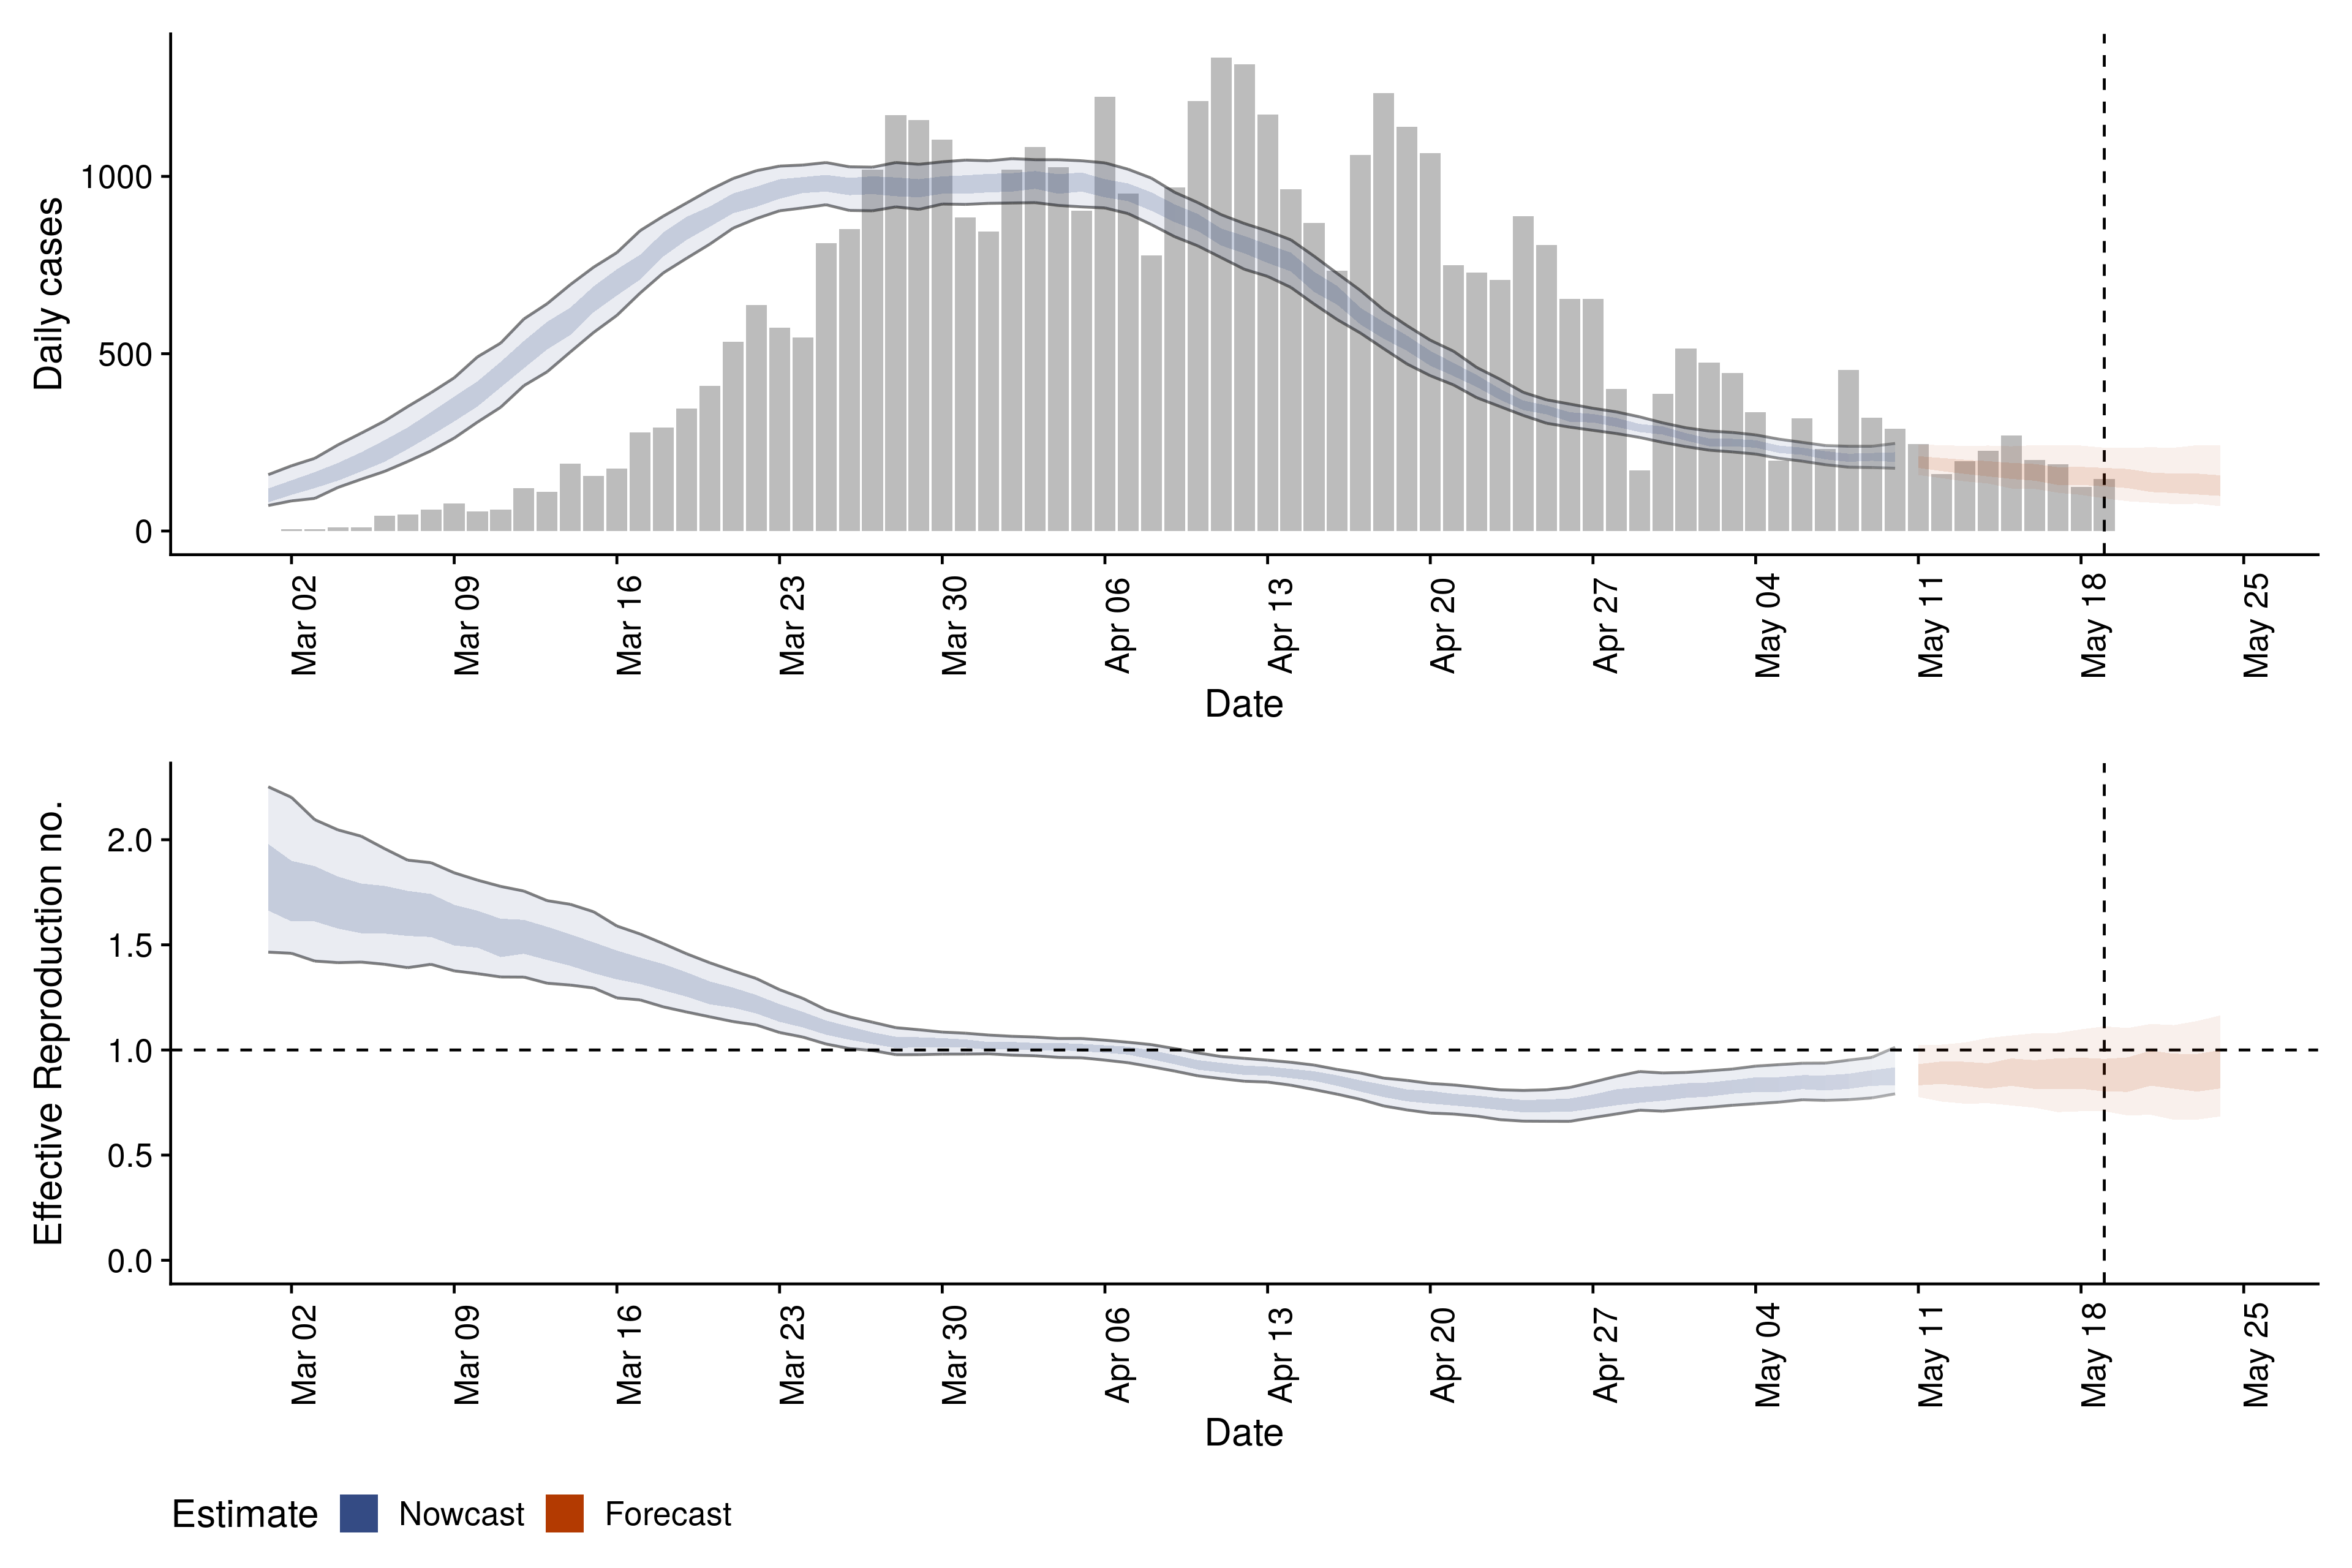 Daily cases
1000
500
0
Mar 02
Mar 09
Mar 16
Mar 23
Mar 30
Apr 06
Apr 13
Apr 20
Apr 27
May 04
May 11
May 18
May 25
Date
Effective Reproduction no.
2.0
1.5
1.0
0.5
0.0
Mar 02
Mar 09
Mar 16
Mar 23
Mar 30
Apr 06
Apr 13
Apr 20
Apr 27
May 04
May 11
May 18
May 25
Date
Estimate Nowcast Forecast